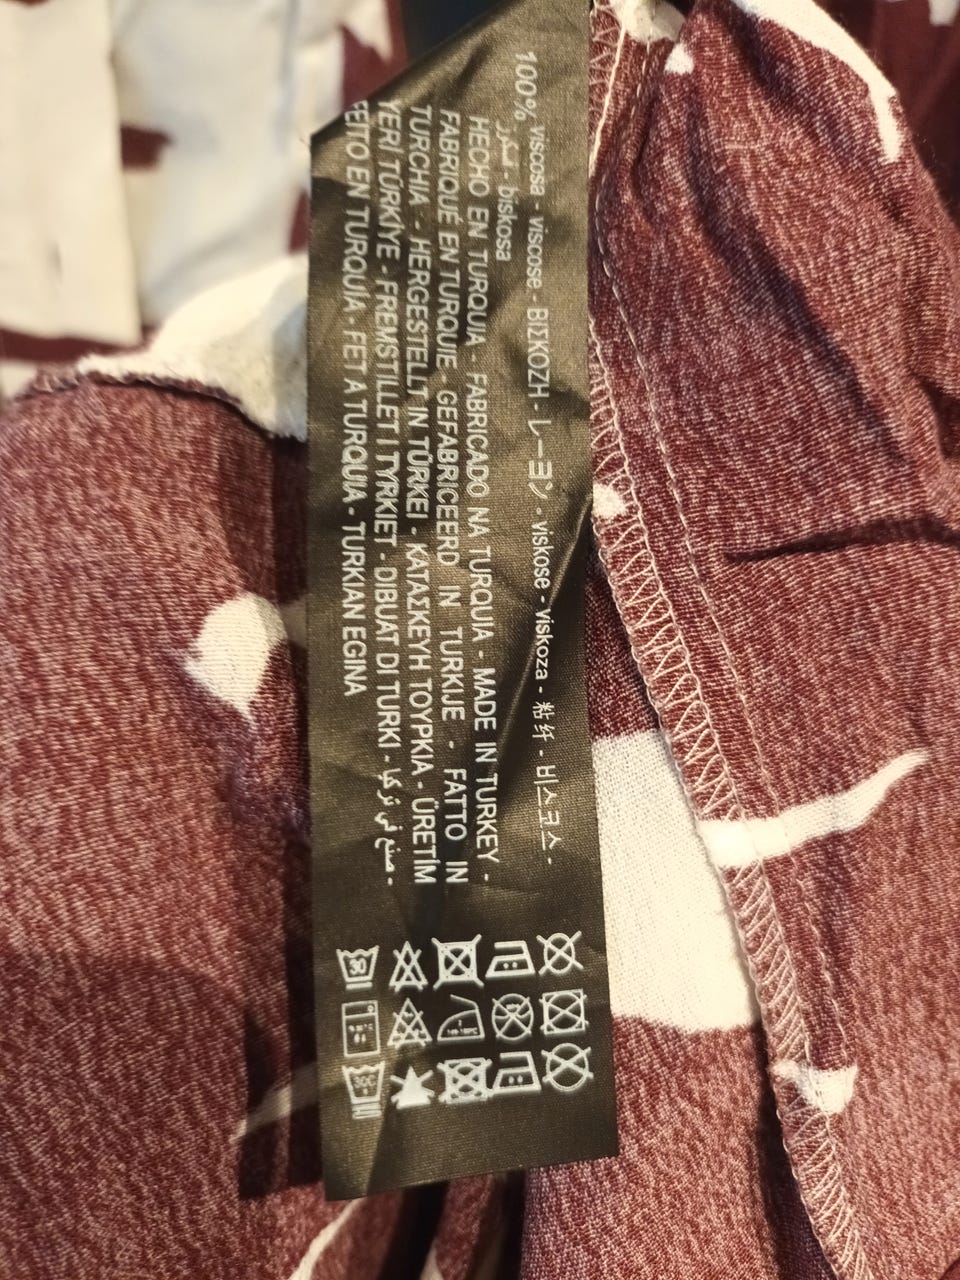 100% viscosa - viscose - ΒΙΣΚΟΖΗ - レーヨン - viskose - viskoza - 粘纤 - 비스코스 -
فسكوز - biskosa
HECHO EN TURQUIA - FABRICADO NA TURQUIA - MADE IN TURKEY -
FABRIQUÉ EN TURQUIE - GEFABRICEERD IN TURKIJE - FATTO IN
TURCHIA - HERGESTELLT IN TÜRKEI - ΚΑΤΑΣΚΕΥΗ ΤΟΥΡΚΙΑ - ÜRETİM
YERİ TÜRKİYE - FREMSTILLET I TYRKIET - DIBUAT DI TURKI - صنع في تركيا -
FEITO EN TURQUÍA - FET A TURQUIA - TURKIAN EGINA
30
30C